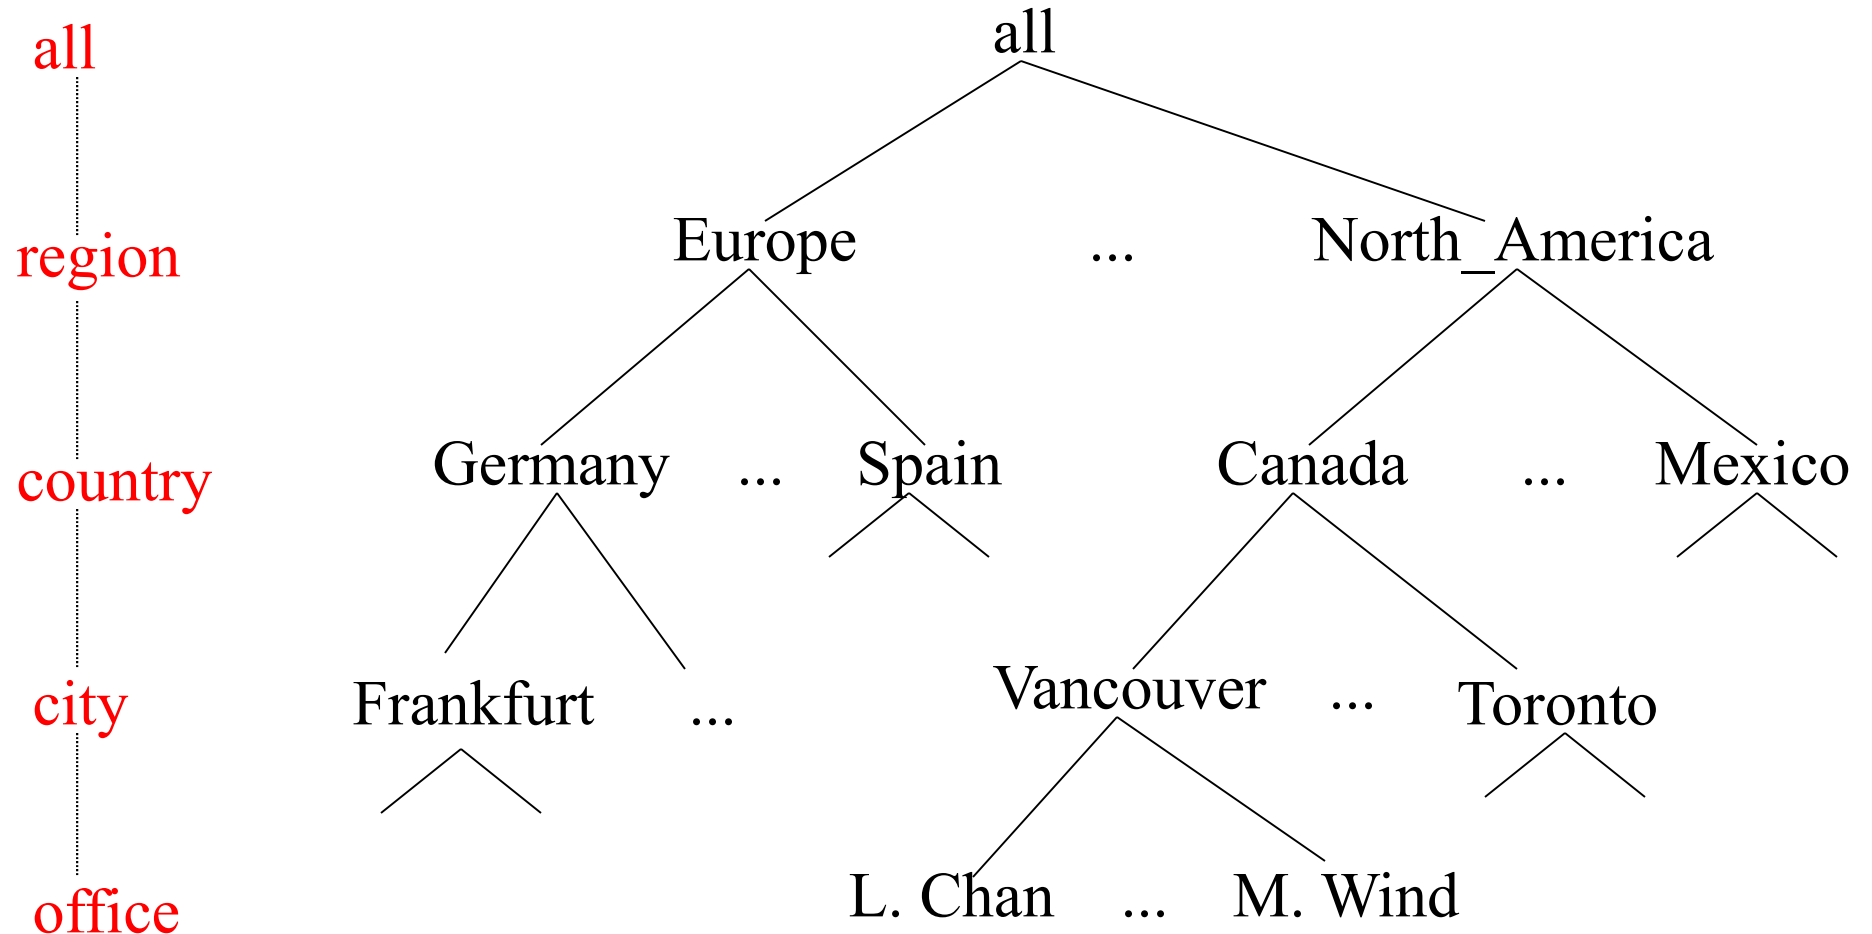 all all
region Europe ... North_America
country Germany ... Spain Canada ... Mexico
city Frankfurt ... Vancouver ... Toronto
office L. Chan ... M. Wind